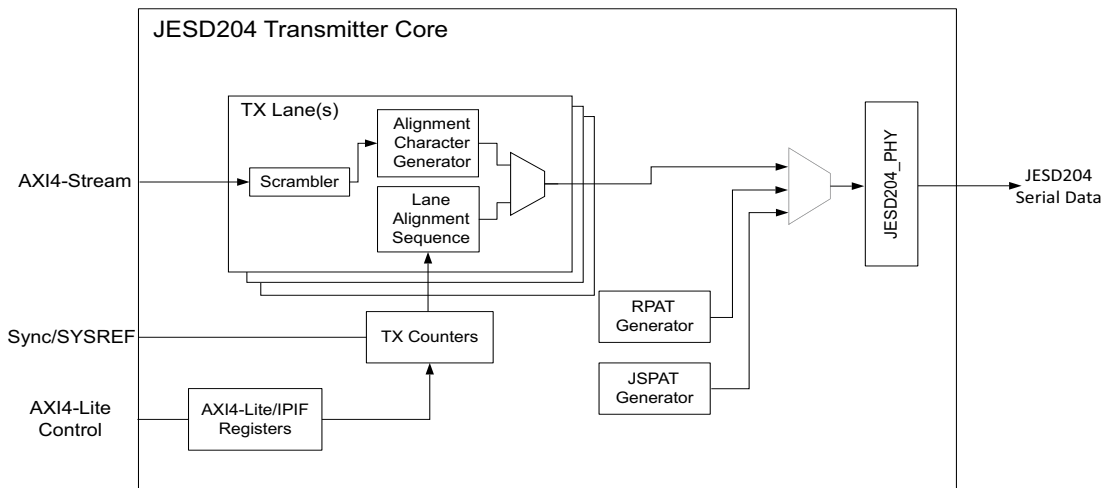 JESD204 Transmitter Core
TX Lane(s)
Alignment
Character
Generator
Scrambler
Lane
Alignment
Sequence
AXI4-Stream
JESD204_PHY
JESD204
Serial Data
RPAT
Generator
Sync/SYSREF
TX Counters
JSPAT
Generator
AXI4-Lite
Control
AXI4-Lite/IPIF
Registers